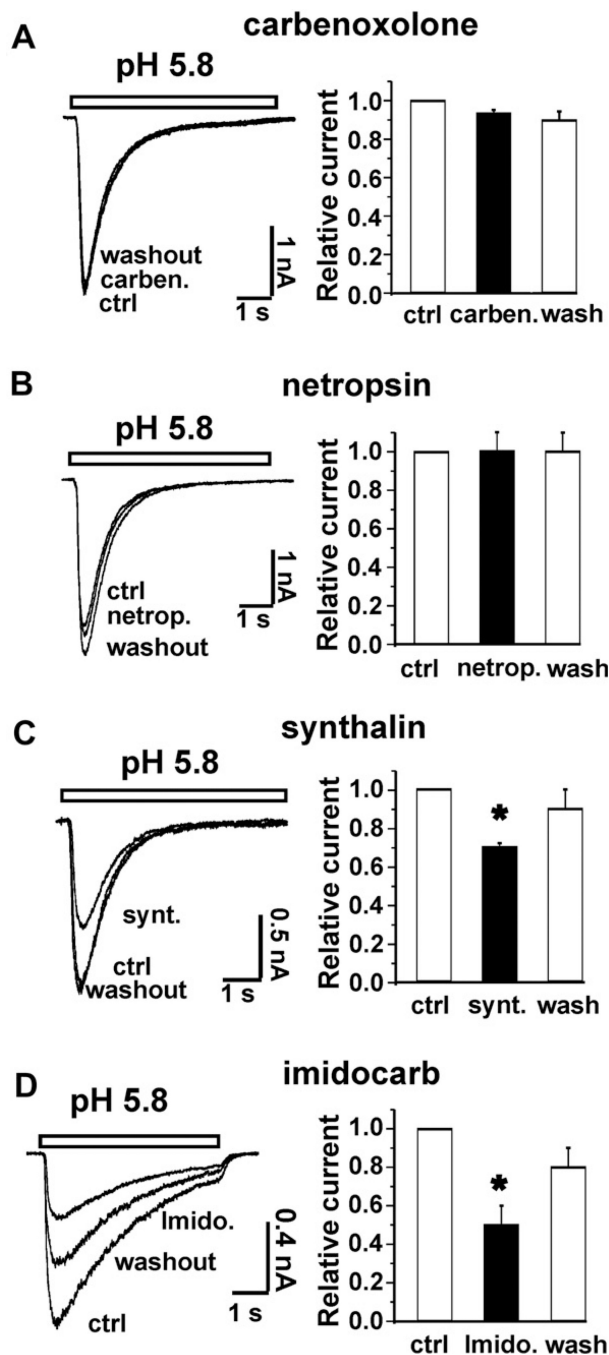 A
carbenoxolone
pH 5.8
washout
carben.
ctrl
1 nA
1 s
Relative current
1.0
0.8
0.6
0.4
0.2
0.0
ctrl carben. wash
B
netropsin
pH 5.8
ctrl
netrop.
washout
1 nA
1 s
Relative current
1.0
0.8
0.6
0.4
0.2
0.0
ctrl netrop. wash
C
synthalin
pH 5.8
synt.
ctrl
washout
0.5 nA
1 s
Relative current
1.0
0.8
0.6
0.4
0.2
0.0
*
ctrl synt. wash
D
imidocarb
pH 5.8
Imido.
washout
ctrl
0.4 nA
1 s
Relative current
1.0
0.8
0.6
0.4
0.2
0.0
*
ctrl Imido. wash